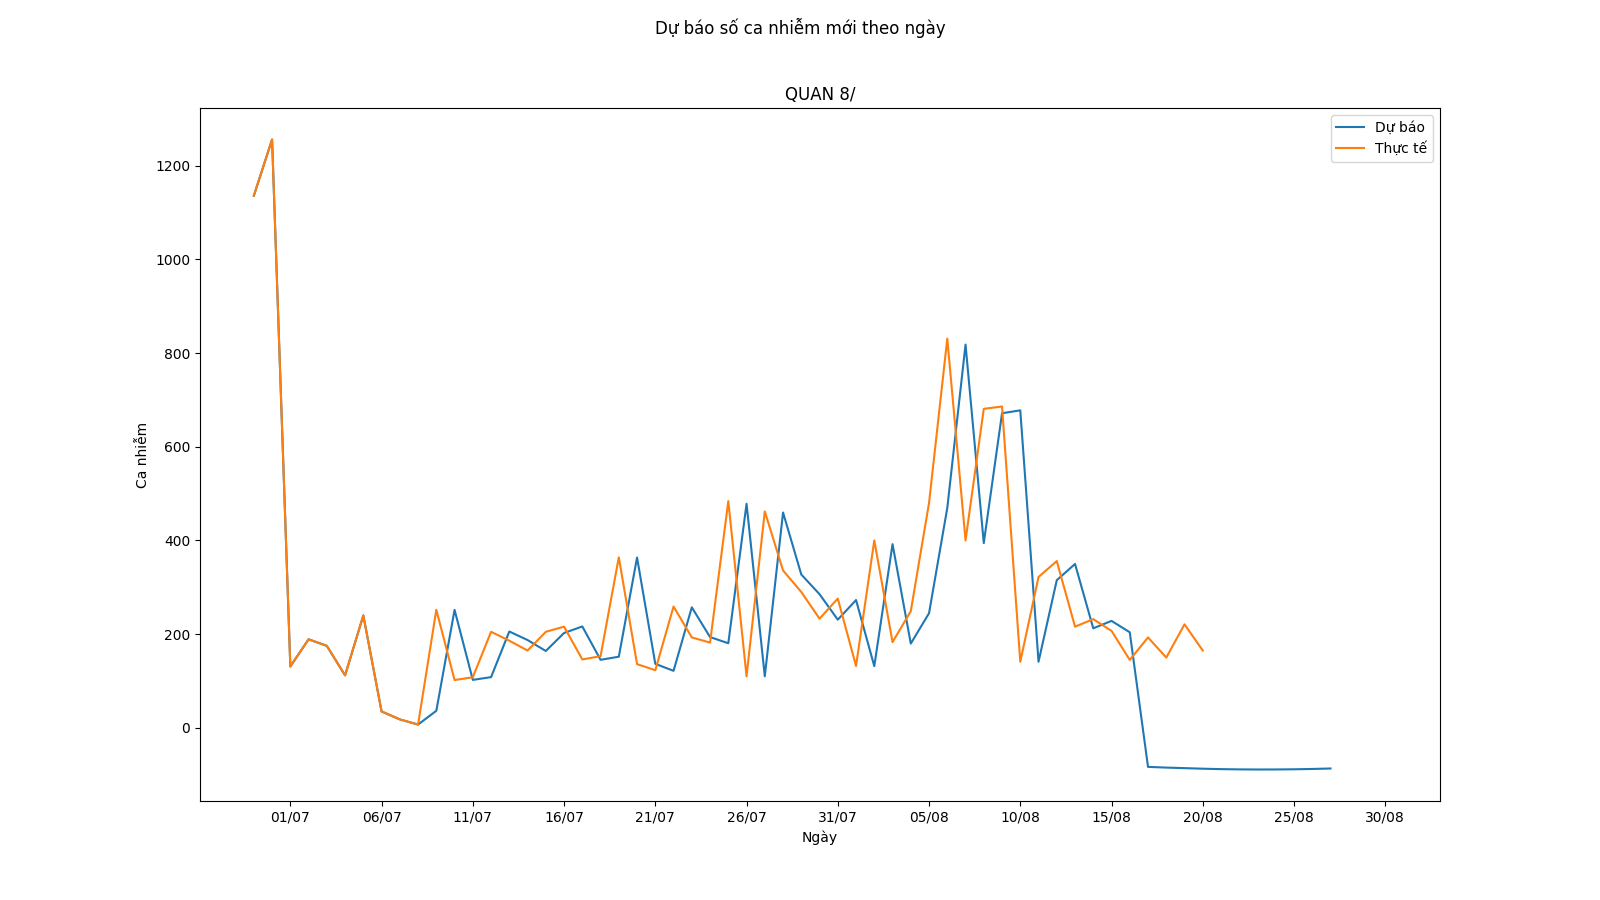 Dự báo số ca nhiễm mới theo ngày
QUAN 8/
Dự báo
Thực tế
1200
1000
800
600
400
200
0
Ca nhiễm
01/07 06/07 11/07 16/07 21/07 26/07 31/07 05/08 10/08 15/08 20/08 25/08 30/08
Ngày